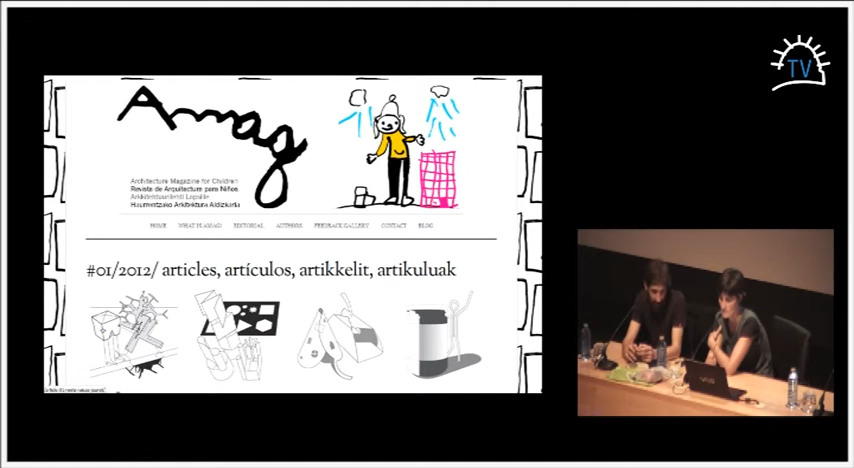 TV
Amag
Architecture Magazine for Children
Revista de Arquitectura para Niños
Arkkitehtuurilehti Lapsille
Haurrentzako Arkitektura Aldizkaria
HOME WHAT IS AMAG? EDITORIAL AUTHORS FEEDBACK GALLERY CONTACT BLOG
#01/2012/ articles, artículos, artikkelit, artikuluak
VAIO